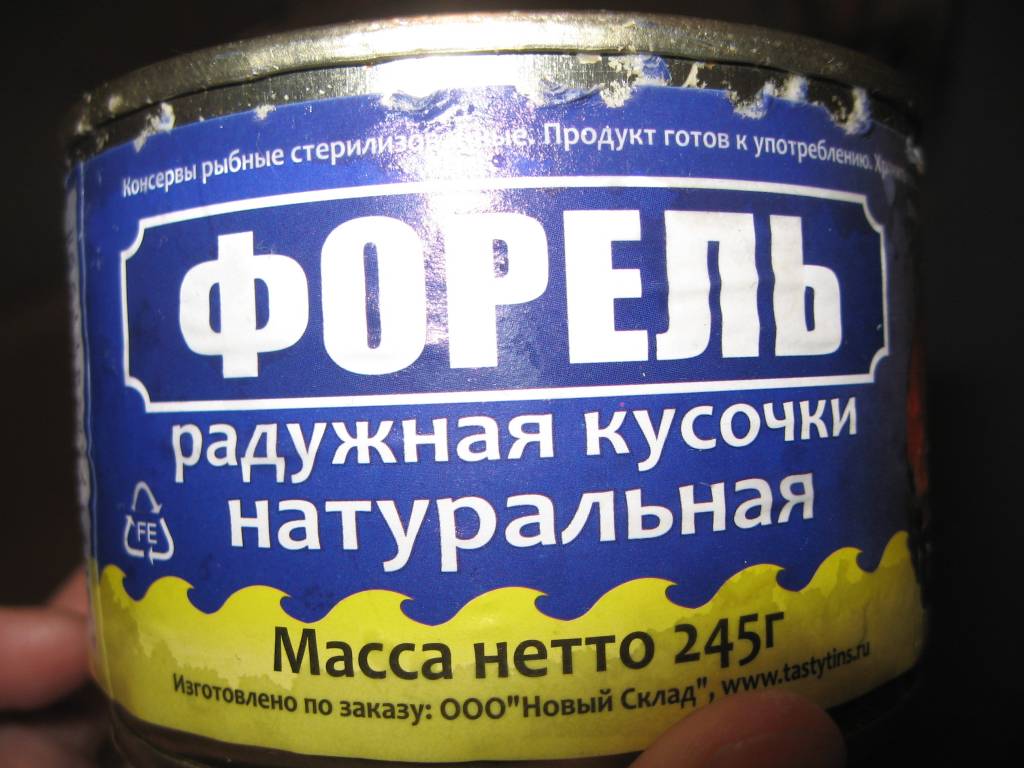 Консервы рыбные стерилизованные. Продукт готов к употреблению.
ФОРЕЛЬ
радужная кусочки
натуральная
FE
Масса нетто 245г
Изготовлено по заказу: ООО"Новый Склад", www.tastytins.ru